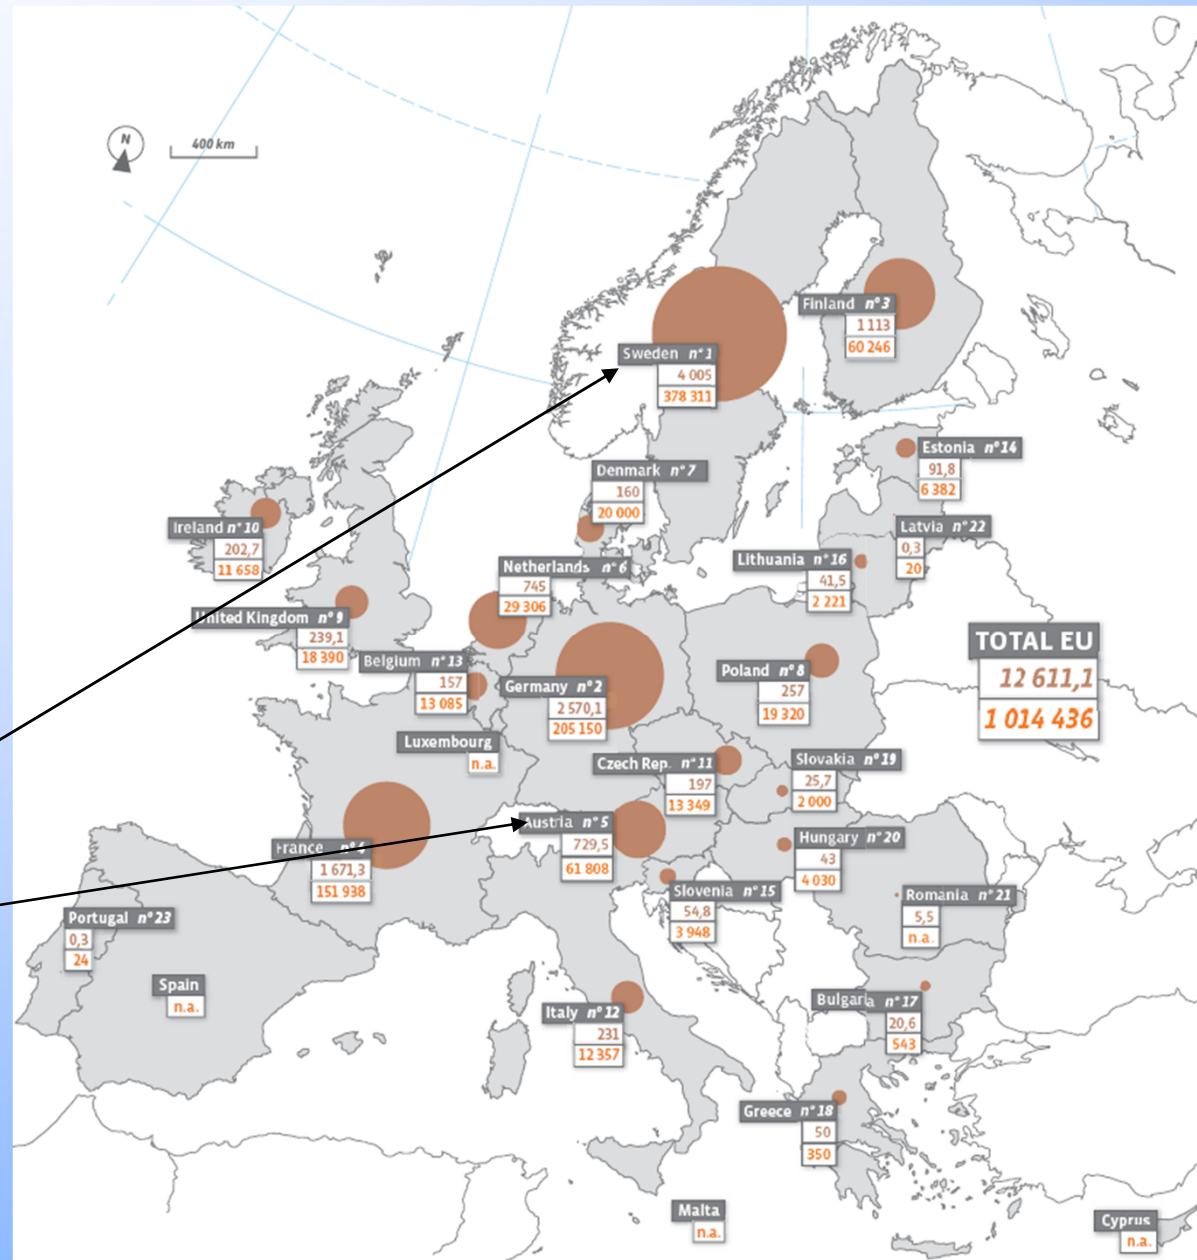 N
400 km
Finland n°3
1 113
60 246
Sweden n°1
4 005
378 311
Estonia n°14
91,8
6 382
Denmark n°7
160
20 000
Ireland n°10
202,7
11 658
Latvia n°22
0,3
20
Lithuania n°16
41,5
2 221
Netherlands n°6
745
29 306
United Kingdom n°9
239,1
18 390
TOTAL EU
12 611,1
1 014 436
Belgium n°13
157
13 085
Poland n°8
257
19 320
Germany n°2
2 570,1
205 150
Luxembourg
n.a.
Czech Rep. n°11
197
13 349
Slovakia n°19
25,7
2 000
Austria n°5
729,5
61 808
Hungary n°20
43
4 030
France n°4
1 671,3
151 938
Slovenia n°15
54,8
3 948
Romania n°21
5,5
n.a.
Portugal n°23
0,3
24
Spain
n.a.
Bulgaria n°17
20,6
543
Italy n°12
231
12 357
Greece n°18
50
350
Malta
n.a.
Cyprus
n.a.